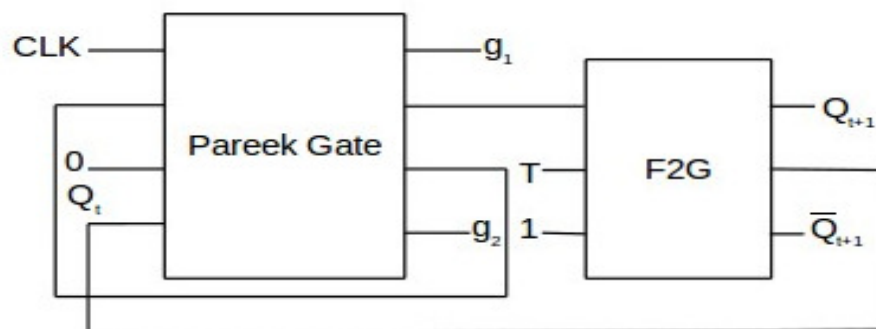 CLK
g₁
Pareek Gate
0
Qₜ
g₂
T
1
F2G
Qₜ₊₁
Q̅ₜ₊₁